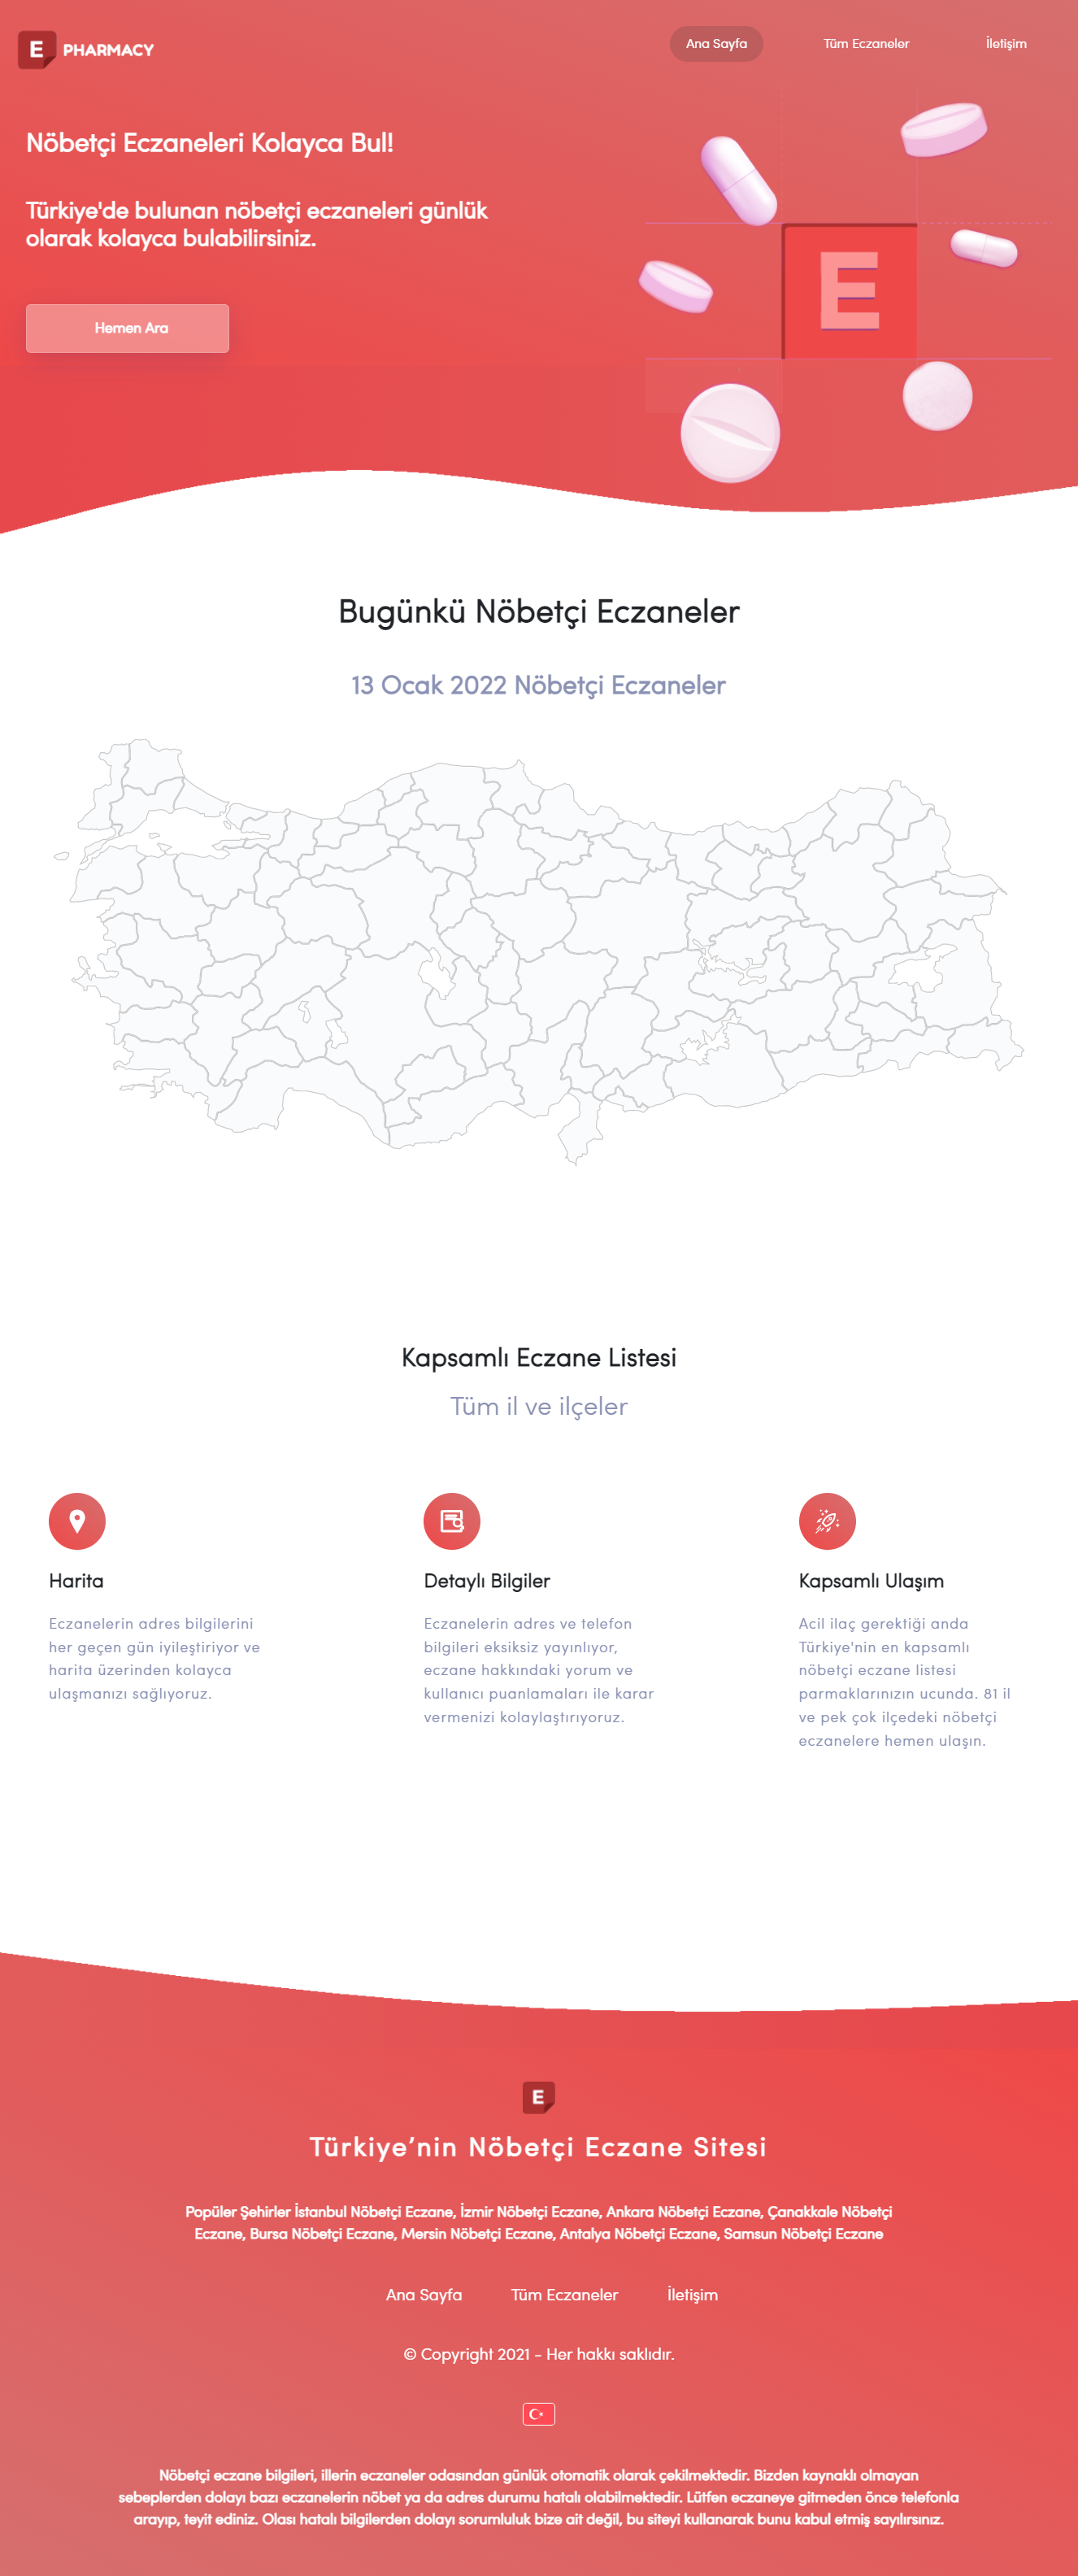 E PHARMACY
Ana Sayfa
Tüm Eczaneler
İletişim
Nöbetçi Eczaneleri Kolayca Bul!
Türkiye'de bulunan nöbetçi eczaneleri günlük
olarak kolayca bulabilirsiniz.
Hemen Ara
E
Bugünkü Nöbetçi Eczaneler
13 Ocak 2022 Nöbetçi Eczaneler
Kapsamlı Eczane Listesi
Tüm il ve ilçeler
Harita
Eczanelerin adres bilgilerini
her geçen gün iyileştiriyor ve
harita üzerinden kolayca
ulaşmanızı sağlıyoruz.
Detaylı Bilgiler
Eczanelerin adres ve telefon
bilgileri eksiksiz yayınlıyor,
eczane hakkındaki yorum ve
kullanıcı puanlamaları ile karar
vermenizi kolaylaştırıyoruz.
Kapsamlı Ulaşım
Acil ilaç gerektiği anda
Türkiye'nin en kapsamlı
nöbetçi eczane listesi
parmaklarınızın ucunda. 81 il
ve pek çok ilçedeki nöbetçi
eczanelere hemen ulaşın.
E
Türkiye’nin Nöbetçi Eczane Sitesi
Popüler Şehirler İstanbul Nöbetçi Eczane, İzmir Nöbetçi Eczane, Ankara Nöbetçi Eczane, Çanakkale Nöbetçi
Eczane, Bursa Nöbetçi Eczane, Mersin Nöbetçi Eczane, Antalya Nöbetçi Eczane, Samsun Nöbetçi Eczane
Ana Sayfa
Tüm Eczaneler
İletişim
© Copyright 2021 - Her hakkı saklıdır.
Nöbetçi eczane bilgileri, illerin eczaneler odasından günlük otomatik olarak çekilmektedir. Bizden kaynaklı olmayan
sebeplerden dolayı bazı eczanelerin nöbet ya da adres durumu hatalı olabilmektedir. Lütfen eczaneye gitmeden önce telefonla
arayıp, teyit ediniz. Olası hatalı bilgilerden dolayı sorumluluk bize ait değil, bu siteyi kullanarak bunu kabul etmiş sayılırsınız.